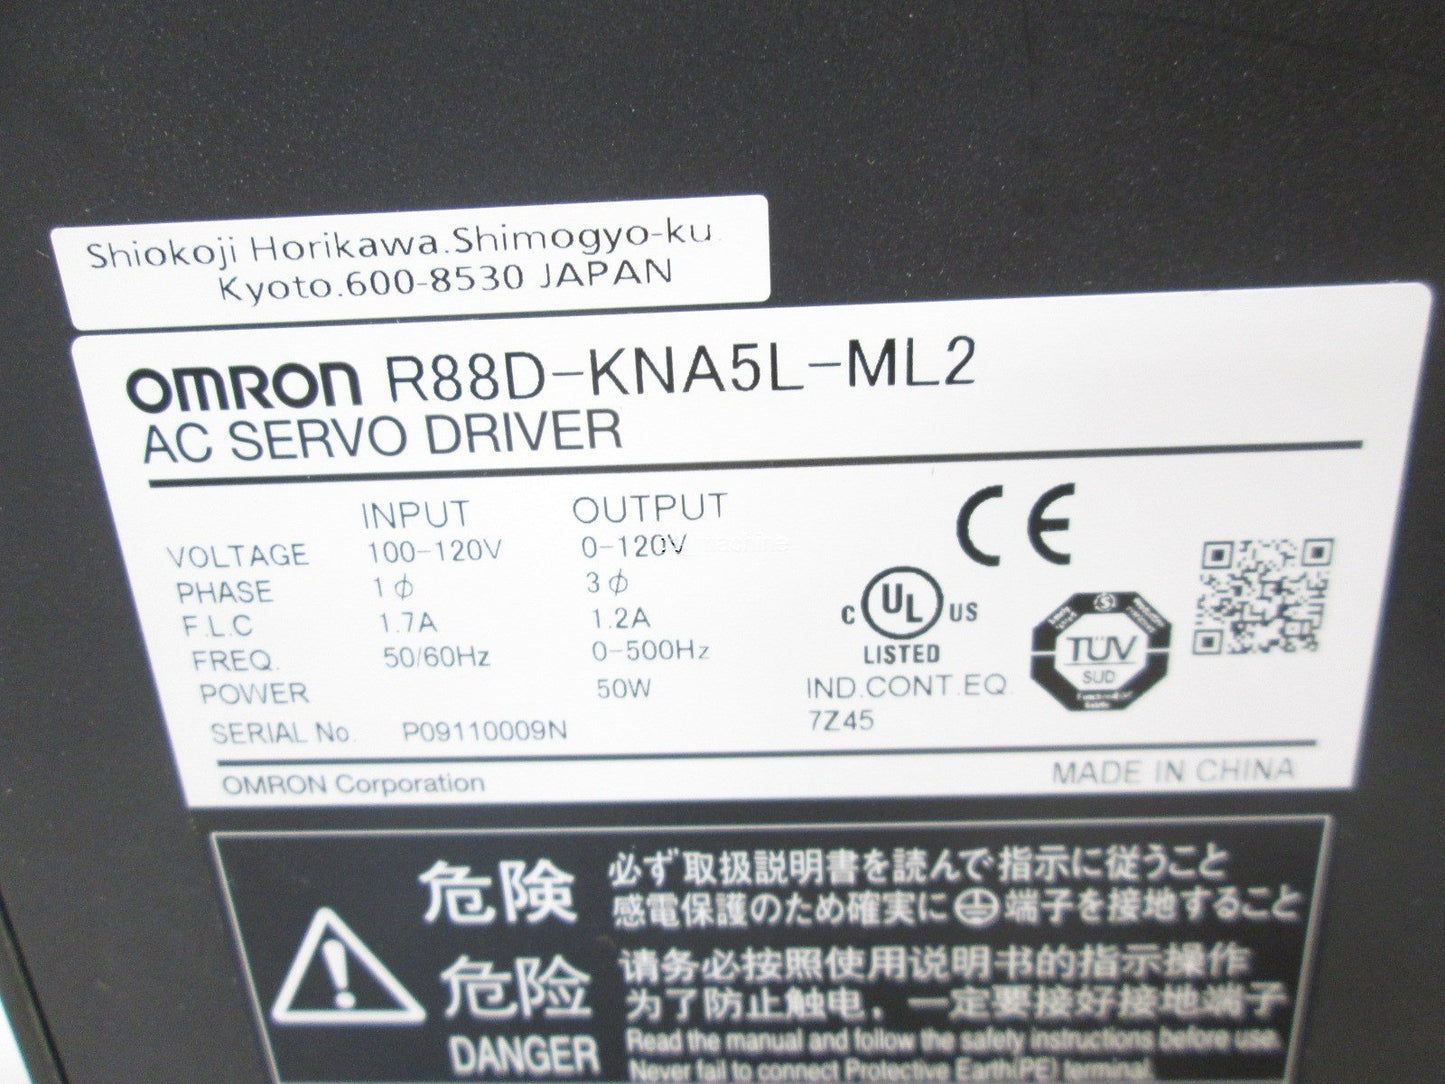 Shiokoji Horikawa.Shimogyo-ku.
Kyoto.600-8530 JAPAN
OMRON R88D-KNA5L-ML2
AC SERVO DRIVER
INPUT OUTPUT
VOLTAGE 100-120V 0-120V
PHASE 1ϕ 3ϕ
F.L.C 1.7A 1.2A
FREQ. 50/60Hz 0-500Hz
POWER 50W
SERIAL No. P09110009N
CE
C UL US
LISTED
IND.CONT.EQ.
7Z45
TÜV
SUD
OMRON Corporation MADE IN CHINA
危険 必ず取扱説明書を読んで指示に従うこと
感電保護のため確実に端子を接地すること
危险 请务必按照使用说明书的指示操作
为了防止触电，一定要接好接地端子
DANGER Read the manual and follow the safety instructions before use.
Never fail to connect Protective Earth(PE) terminal.